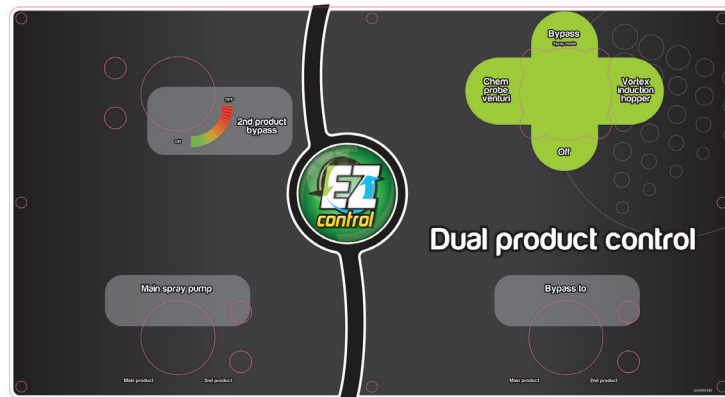 OFF
ON
2nd product
bypass
Bypass
Spray mode
Chem
probe
venturi
Vortex
induction
hopper
Off
EZ
control
Dual product control
Main spray pump
Main product
2nd product
Bypass to
Main product
2nd product